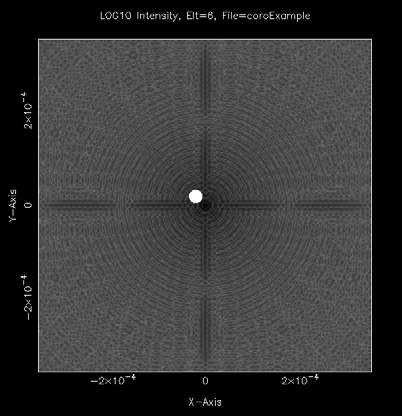 LOG10 Intensity, Elt=6, File=coroExample
2×10⁻⁴
Y-Axis
0
−2×10⁻⁴
−2×10⁻⁴ 0 2×10⁻⁴
X-Axis